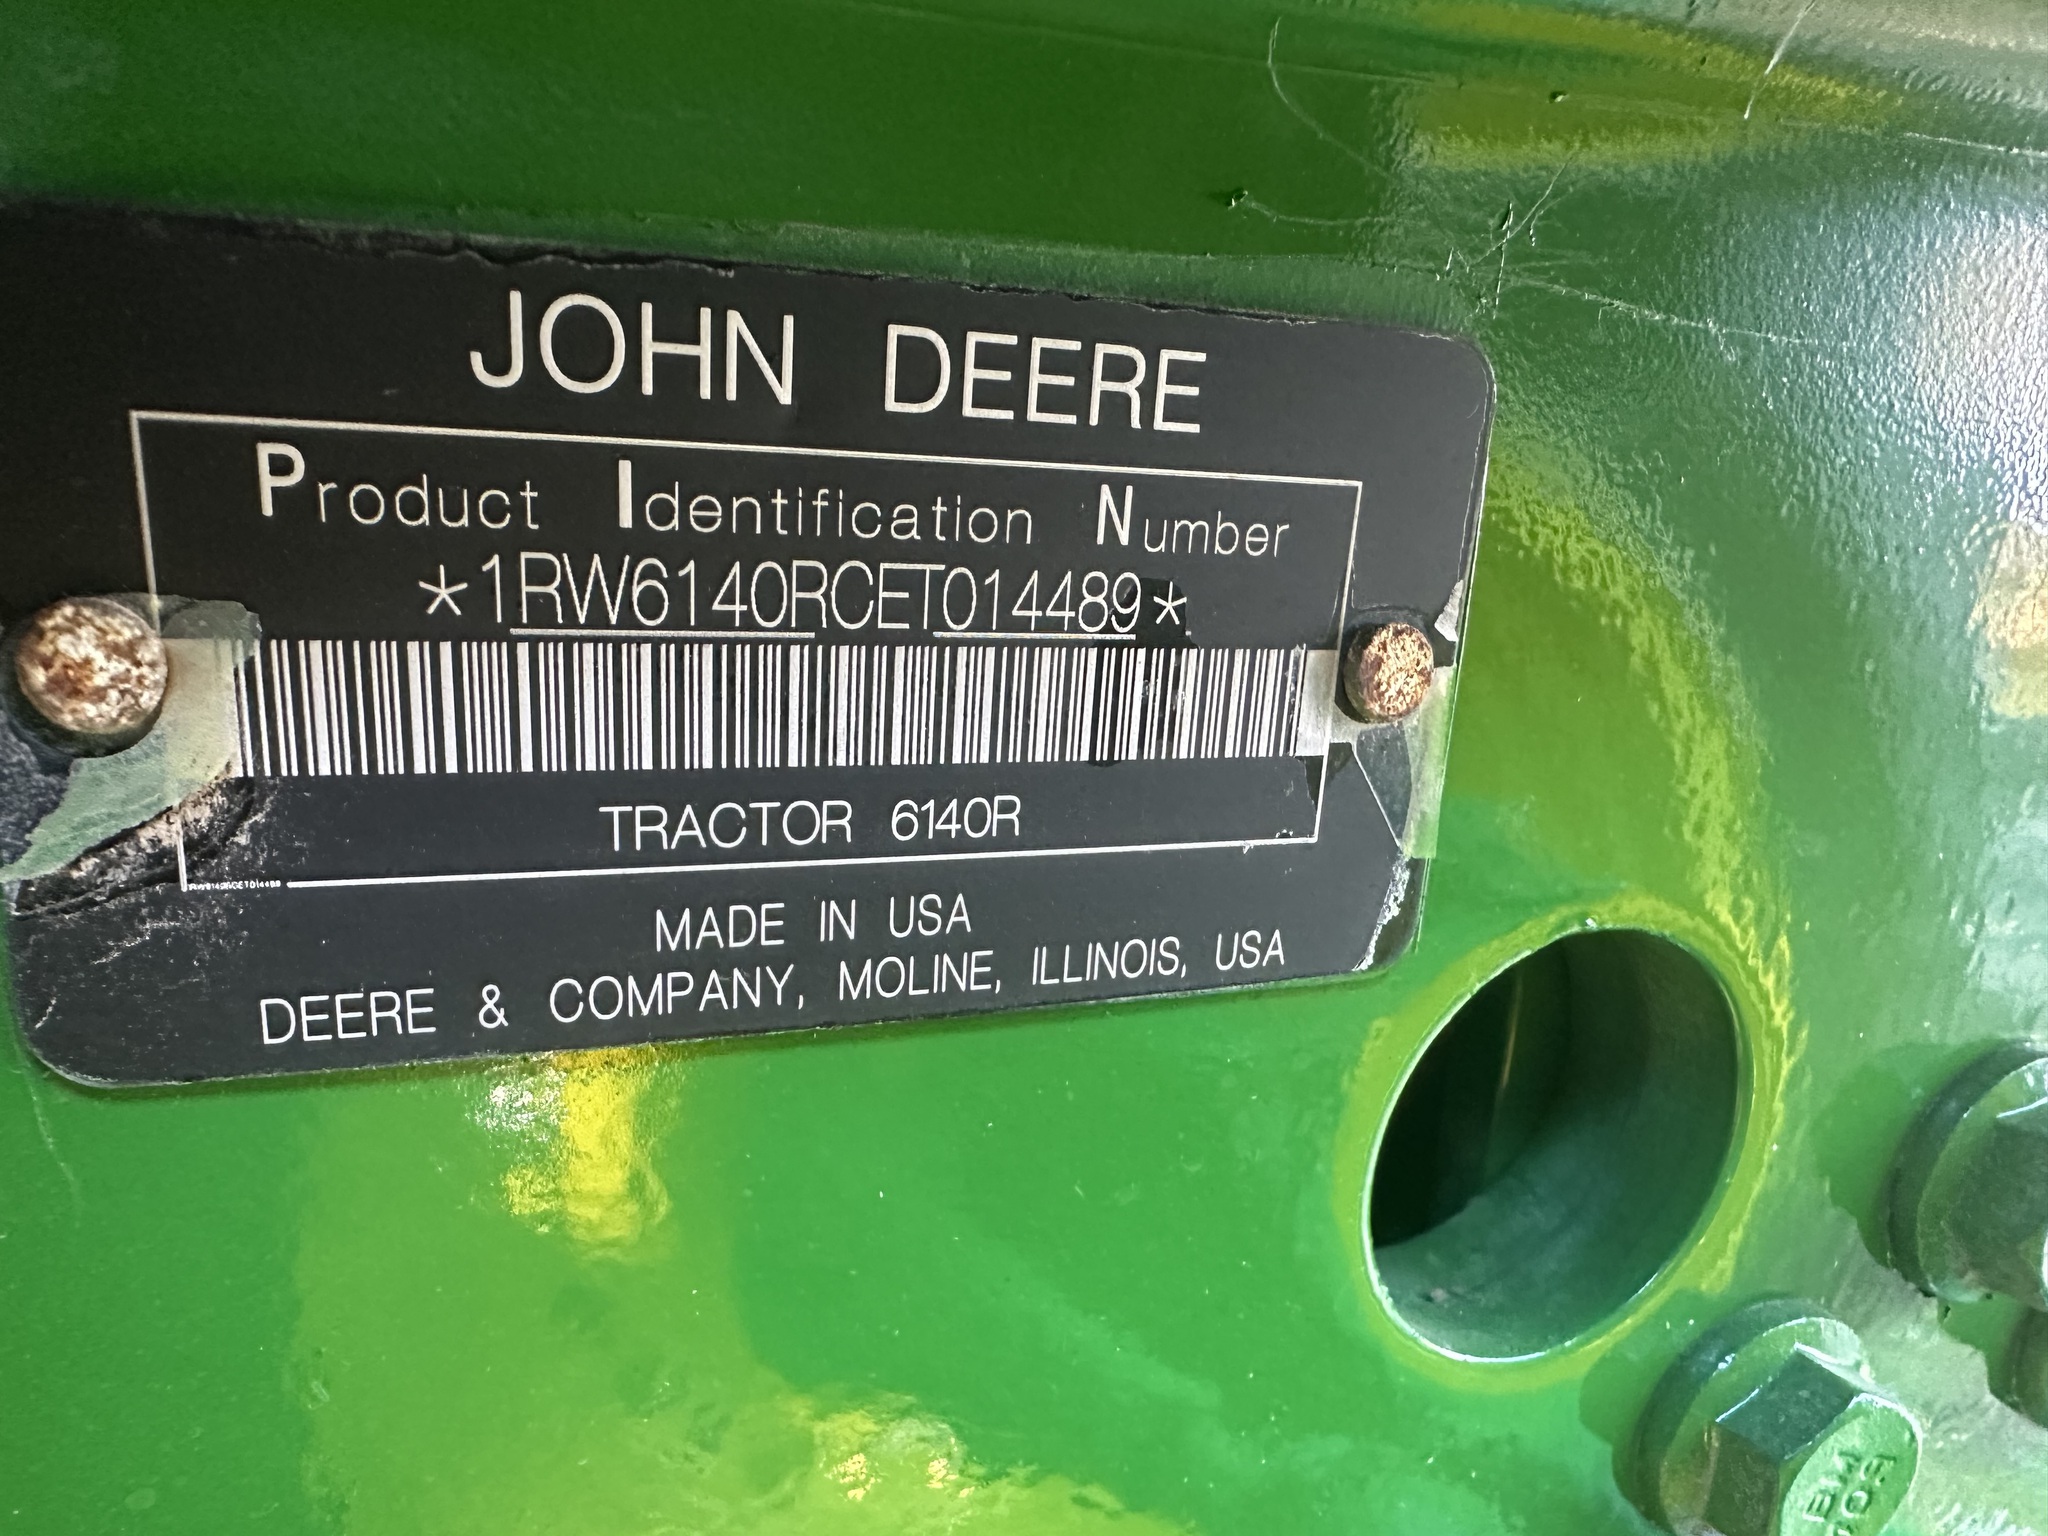 JOHN DEERE
Product Identification Number
*1RW6140RCET014489*
TRACTOR 6140R
MADE IN USA
DEERE & COMPANY, MOLINE, ILLINOIS, USA